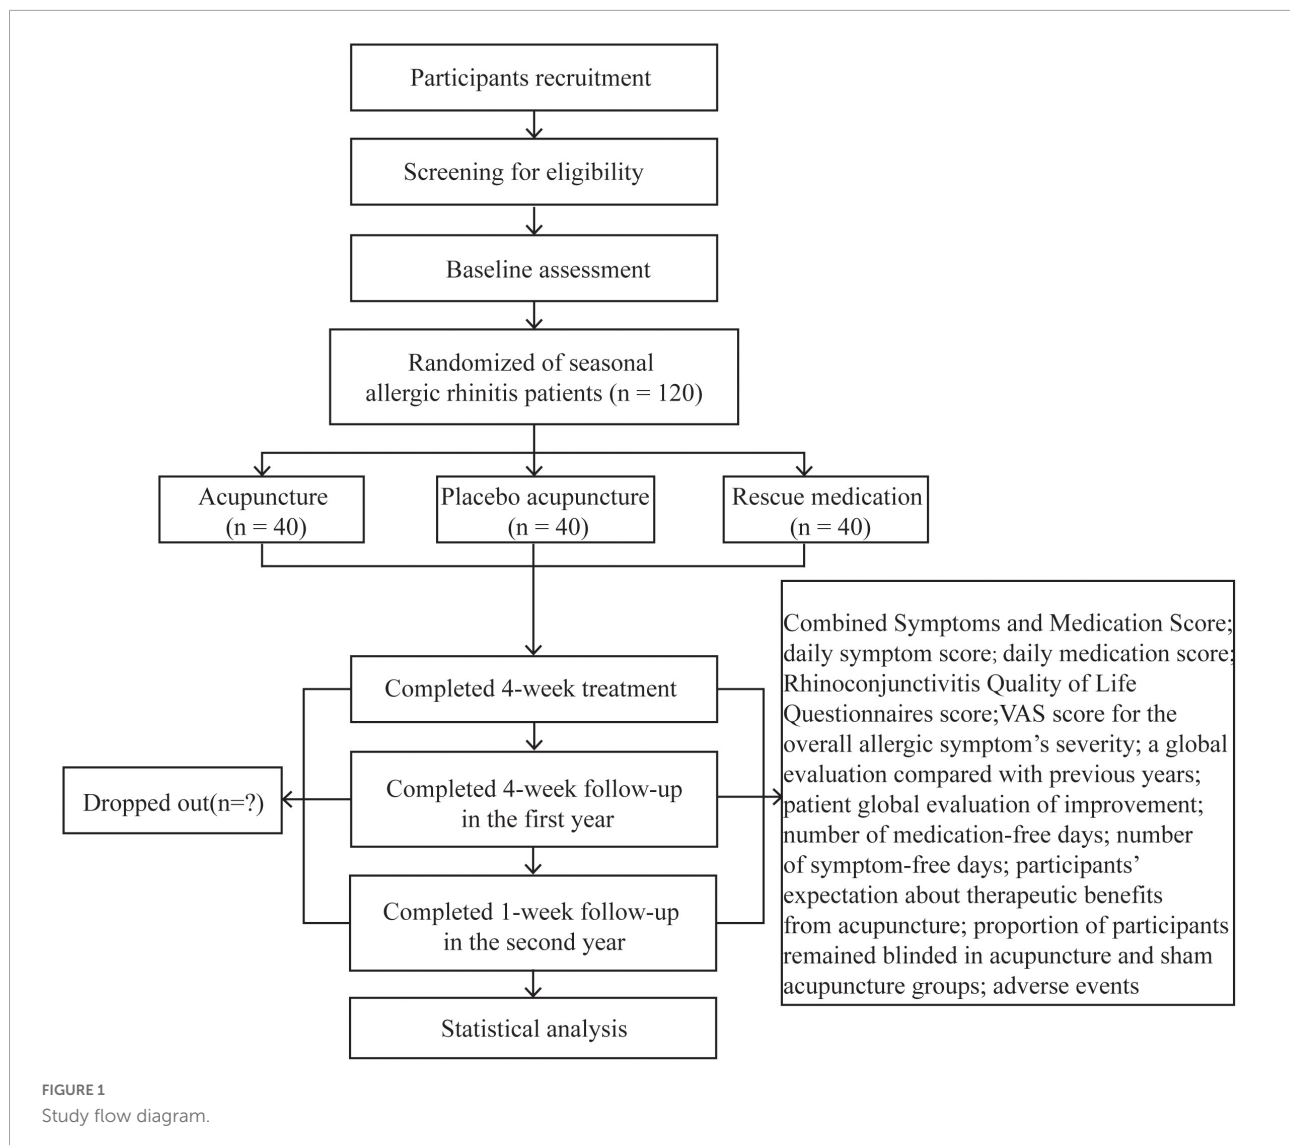 Participants recruitment
Screening for eligibility
Baseline assessment
Randomized of seasonal
allergic rhinitis patients (n = 120)
Acupuncture
(n = 40)
Placebo acupuncture
(n = 40)
Rescue medication
(n = 40)
Completed 4-week treatment
Completed 4-week follow-up
in the first year
Completed 1-week follow-up
in the second year
Dropped out(n=?)
Combined Symptoms and Medication Score;
daily symptom score; daily medication score;
Rhinoconjunctivitis Quality of Life
Questionnaires score;VAS score for the
overall allergic symptom’s severity; a global
evaluation compared with previous years;
patient global evaluation of improvement;
number of medication-free days; number
of symptom-free days; participants’
expectation about therapeutic benefits
from acupuncture; proportion of participants
remained blinded in acupuncture and sham
acupuncture groups; adverse events
Statistical analysis
FIGURE 1
Study flow diagram.